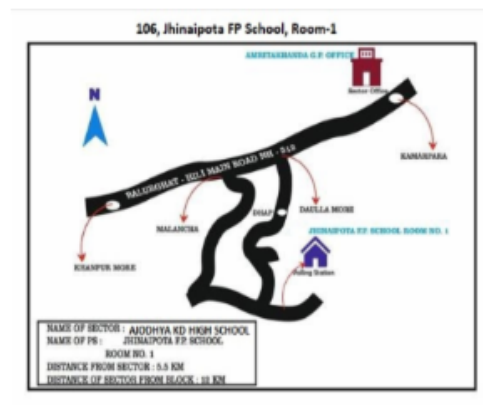 106, Jhinaipota FP School, Room-1
AMRITAKHANDA G.P. OFFICE
Sector Office
N
KAMARPARA
BALURGHAT - HILI MAIN ROAD NH - 512
DHAP
DAULLA MORE
MALANCHA
JHINAIPOTA F.P. SCHOOL ROOM NO. 1
KHANPUR MORE
Polling Station
NAME OF SECTOR : AJODHYA KD HIGH SCHOOL
NAME OF PS : JHINAIPOTA F.P. SCHOOL
ROOM NO. 1
DISTANCE FROM SECTOR : 5.5 KM
DISTANCE OF SECTOR FROM BLOCK : 12 KM